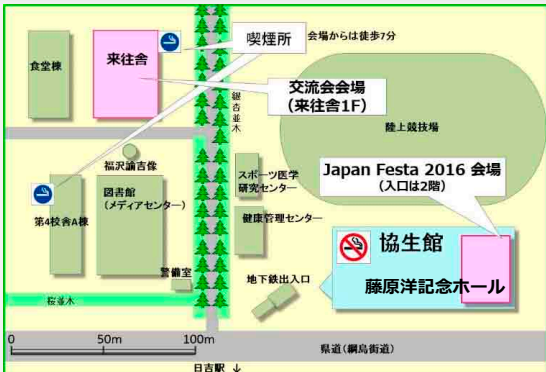 喫煙所
会場からは徒歩7分
食堂棟
来往舎
交流会会場
(来往舎1F)
銀杏並木
陸上競技場
福沢諭吉像
スポーツ医学
研究センター
Japan Festa 2016 会場
(入口は2階)
第4校舎A棟
図書館
(メディアセンター)
健康管理センター
協生館
藤原洋記念ホール
警備室
地下鉄出入口
桜並木
0 50m 100m
県道(綱島街道)
日吉駅 ↓